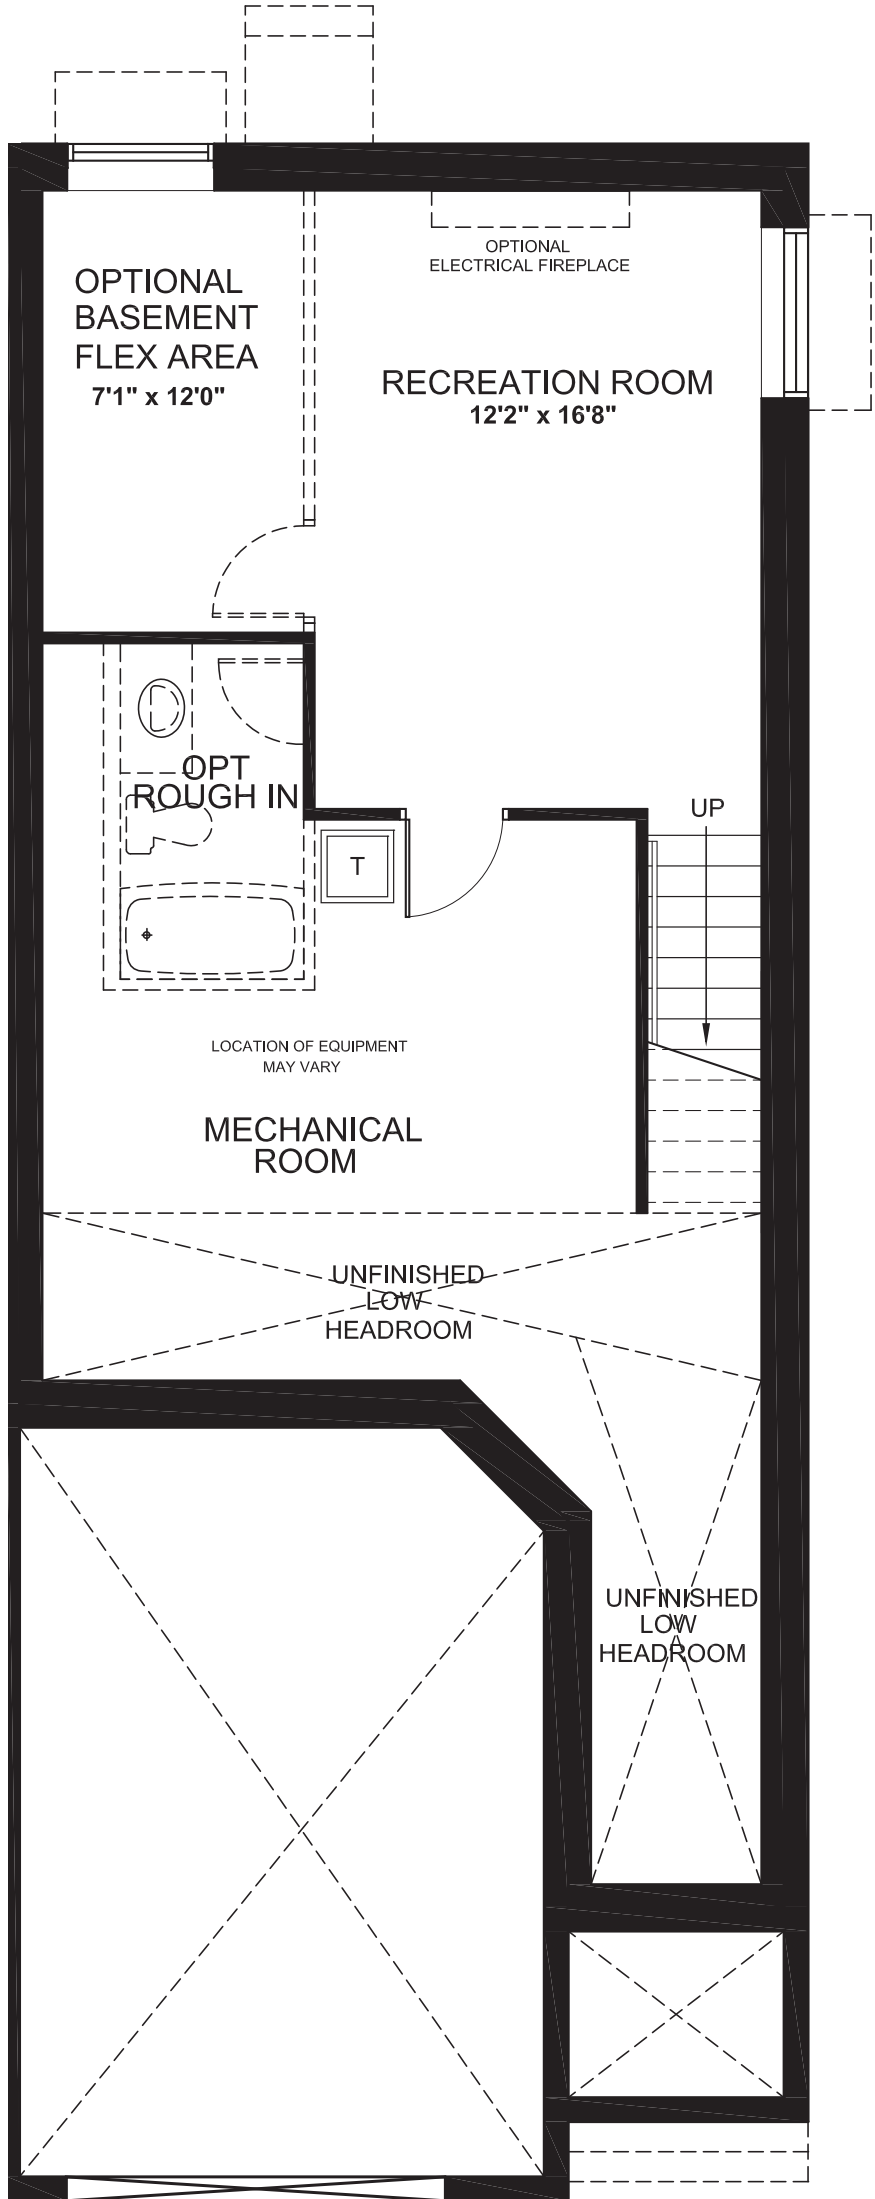 OPTIONAL
ELECTRICAL FIREPLACE
OPTIONAL
BASEMENT
FLEX AREA
7'1" x 12'0"
RECREATION ROOM
12'2" x 16'8"
OPT
ROUGH IN
UP
T
LOCATION OF EQUIPMENT
MAY VARY
MECHANICAL
ROOM
UNFINISHED
LOW
HEADROOM
UNFINISHED
LOW
HEADROOM